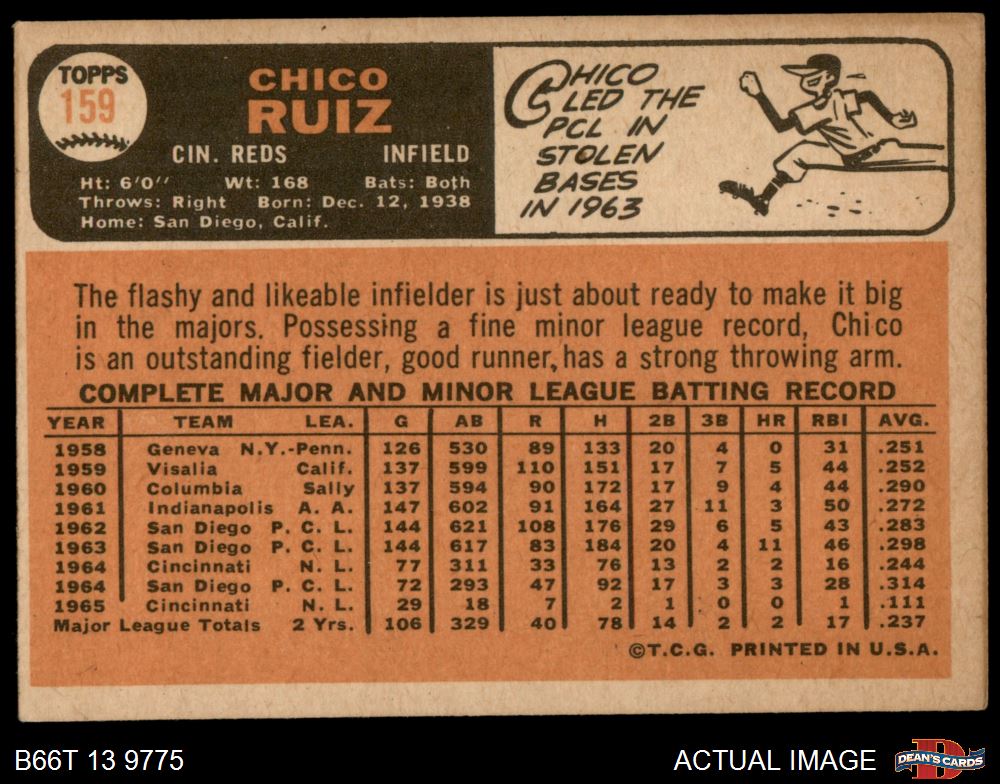 TOPPS
159
CHICO
RUIZ
CIN. REDS INFIELD
Ht: 6'0" Wt: 168 Bats: Both
Throws: Right Born: Dec. 12, 1938
Home: San Diego, Calif.
CHICO
LED THE
PCL IN
STOLEN
BASES
IN 1963
The flashy and likeable infielder is just about ready to make it big
in the majors. Possessing a fine minor league record, Chico
is an outstanding fielder, good runner, has a strong throwing arm.
COMPLETE MAJOR AND MINOR LEAGUE BATTING RECORD
YEAR TEAM LEA. G AB R H 2B 3B HR RBI AVG.
1958 Geneva N.Y.-Penn. 126 530 89 133 20 4 0 31 .251
1959 Visalia Calif. 137 599 110 151 17 7 5 44 .252
1960 Columbia Sally 137 594 90 172 17 9 4 44 .290
1961 Indianapolis A. A. 147 602 91 164 27 11 3 50 .272
1962 San Diego P. C. L. 144 621 108 176 29 6 5 43 .283
1963 San Diego P. C. L. 144 617 83 184 20 4 11 46 .298
1964 Cincinnati N. L. 77 311 33 76 13 2 2 16 .244
1964 San Diego P. C. L. 72 293 47 92 17 3 3 28 .314
1965 Cincinnati N. L. 29 18 7 2 1 0 0 1 .111
Major League Totals 2 Yrs. 106 329 40 78 14 2 2 17 .237
©T.C.G. PRINTED IN U.S.A.
B66T 13 9775 ACTUAL IMAGE
DEAN'S CARDS